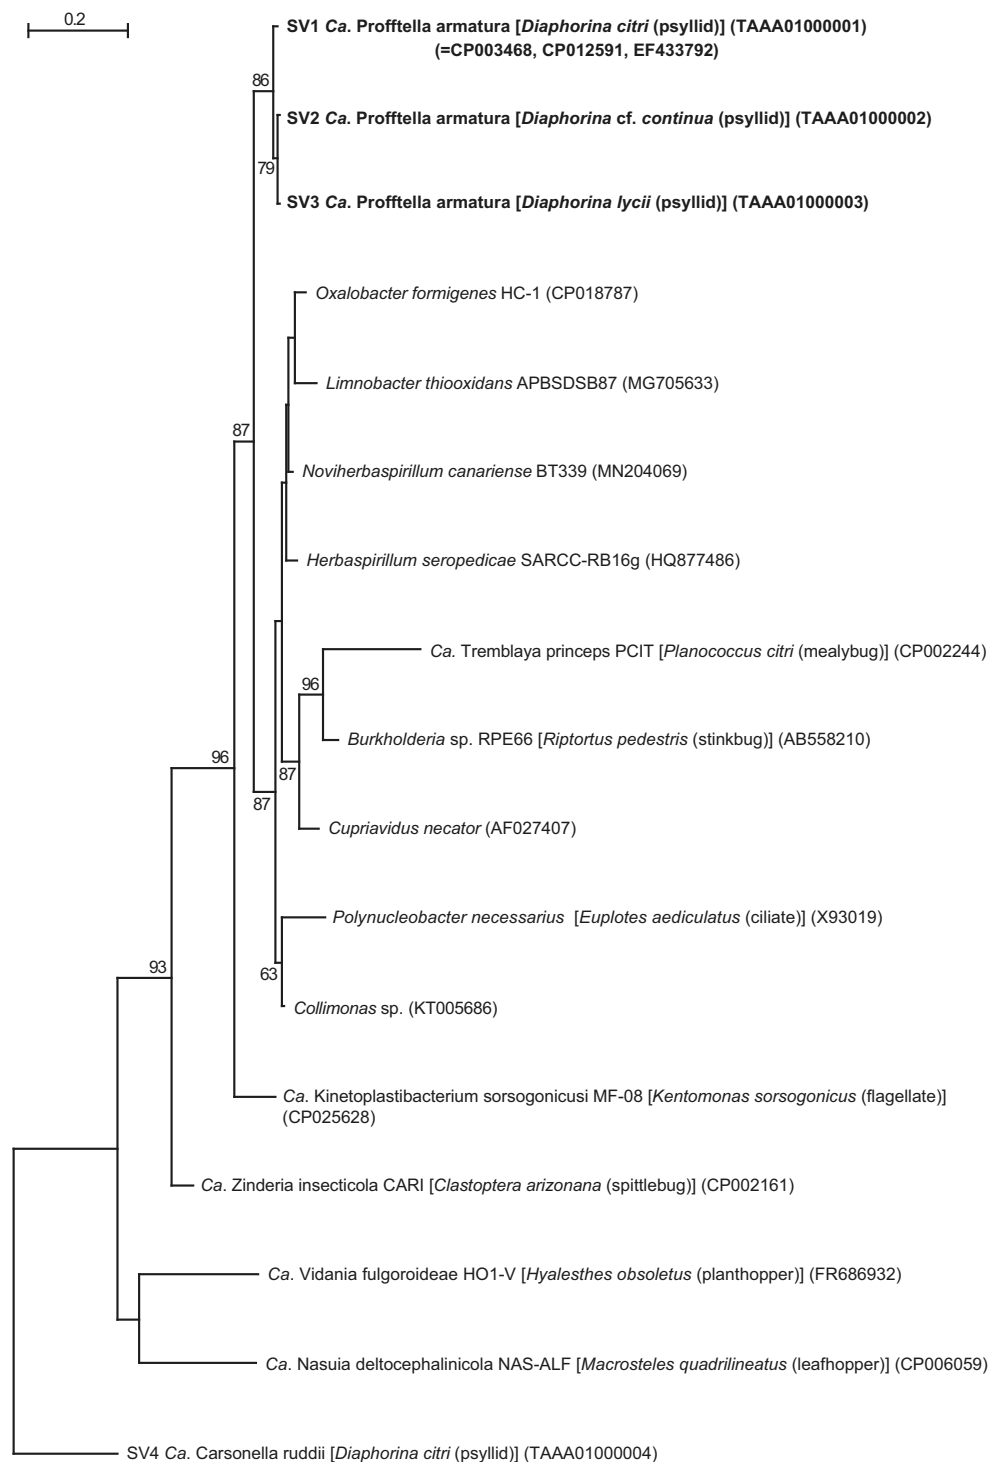 0.2
SV1 Ca. Profftella armatura [Diaphorina citri (psyllid)] (TAAA01000001)
(=CP003468, CP012591, EF433792)
86
SV2 Ca. Profftella armatura [Diaphorina cf. continua (psyllid)] (TAAA01000002)
79
SV3 Ca. Profftella armatura [Diaphorina lycii (psyllid)] (TAAA01000003)
Oxalobacter formigenes HC-1 (CP018787)
Limnobacter thiooxidans APBSDSB87 (MG705633)
87
Noviherbaspirillum canariense BT339 (MN204069)
Herbaspirillum seropedicae SARCC-RB16g (HQ877486)
Ca. Tremblaya princeps PCIT [Planococcus citri (mealybug)] (CP002244)
96
Burkholderia sp. RPE66 [Riptortus pedestris (stinkbug)] (AB558210)
96
87
87
Cupriavidus necator (AF027407)
Polynucleobacter necessarius [Euplotes aediculatus (ciliate)] (X93019)
93
63
Collimonas sp. (KT005686)
Ca. Kinetoplastibacterium sorsogonicusi MF-08 [Kentomonas sorsogonicus (flagellate)]
(CP025628)
Ca. Zinderia insecticola CARI [Clastoptera arizonana (spittlebug)] (CP002161)
Ca. Vidania fulgoroideae HO1-V [Hyalesthes obsoletus (planthopper)] (FR686932)
Ca. Nasuia deltocephalinicola NAS-ALF [Macrosteles quadrilineatus (leafhopper)] (CP006059)
SV4 Ca. Carsonella ruddii [Diaphorina citri (psyllid)] (TAAA01000004)